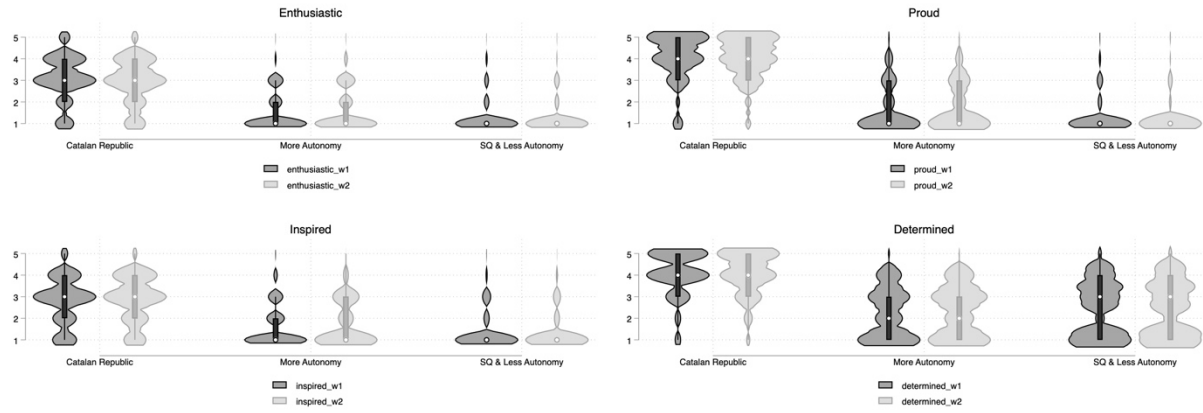 Enthusiastic
5
4
3
2
1
Catalan Republic More Autonomy SQ & Less Autonomy
enthusiastic_w1
enthusiastic_w2
Proud
5
4
3
2
1
Catalan Republic More Autonomy SQ & Less Autonomy
proud_w1
proud_w2
Inspired
5
4
3
2
1
Catalan Republic More Autonomy SQ & Less Autonomy
inspired_w1
inspired_w2
Determined
5
4
3
2
1
Catalan Republic More Autonomy SQ & Less Autonomy
determined_w1
determined_w2